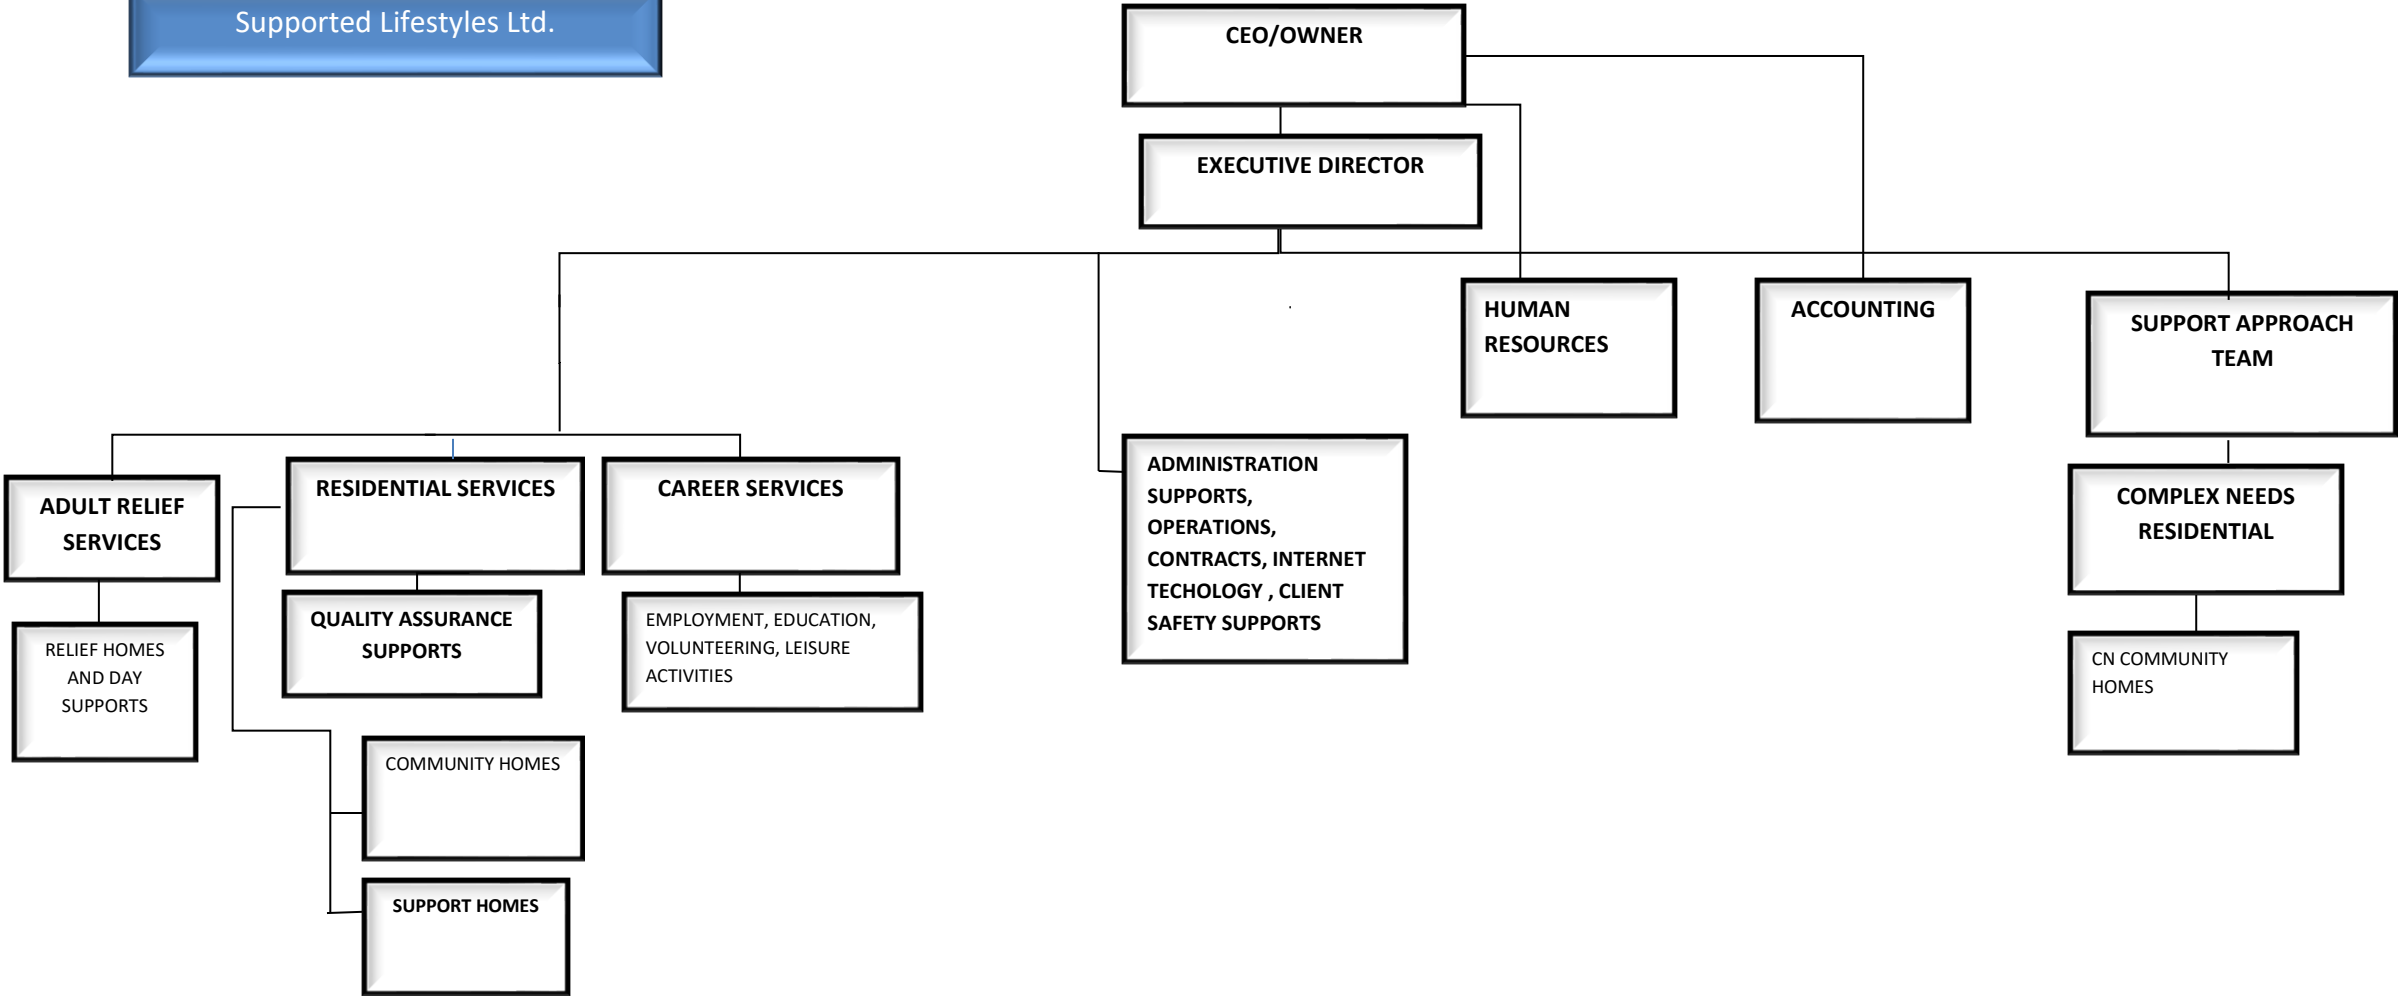 Supported Lifestyles Ltd.
CEO/OWNER
EXECUTIVE DIRECTOR
HUMAN
RESOURCES
ACCOUNTING
SUPPORT APPROACH
TEAM
ADULT RELIEF
SERVICES
RESIDENTIAL SERVICES
CAREER SERVICES
ADMINISTRATION
SUPPORTS,
OPERATIONS,
CONTRACTS, INTERNET
TECHOLOGY , CLIENT
SAFETY SUPPORTS
COMPLEX NEEDS
RESIDENTIAL
RELIEF HOMES
AND DAY
SUPPORTS
QUALITY ASSURANCE
SUPPORTS
EMPLOYMENT, EDUCATION,
VOLUNTEERING, LEISURE
ACTIVITIES
CN COMMUNITY
HOMES
COMMUNITY HOMES
SUPPORT HOMES